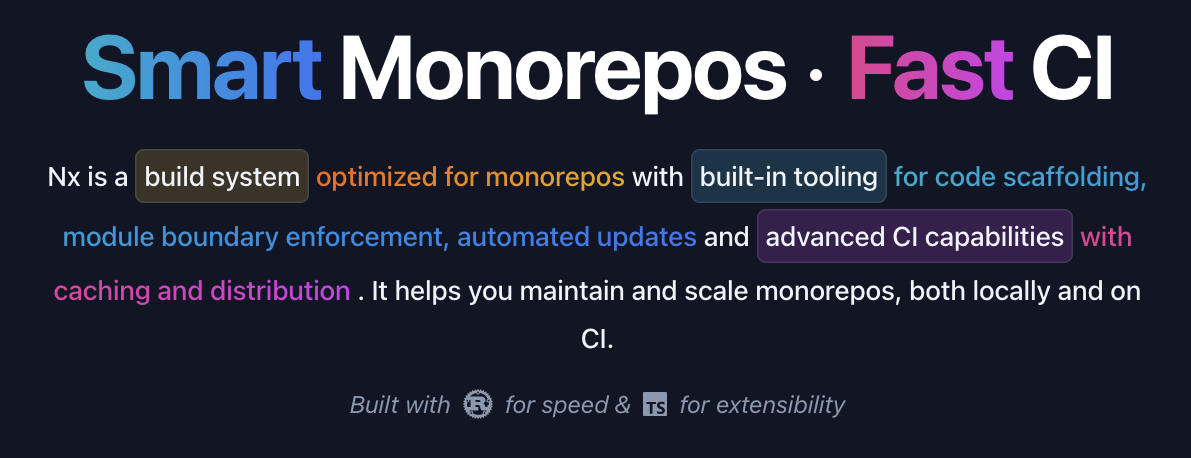 Smart Monorepos · Fast CI
Nx is a build system optimized for monorepos with built-in tooling for code scaffolding,
module boundary enforcement, automated updates and advanced CI capabilities with
caching and distribution . It helps you maintain and scale monorepos, both locally and on
CI.
Built with R for speed & TS for extensibility